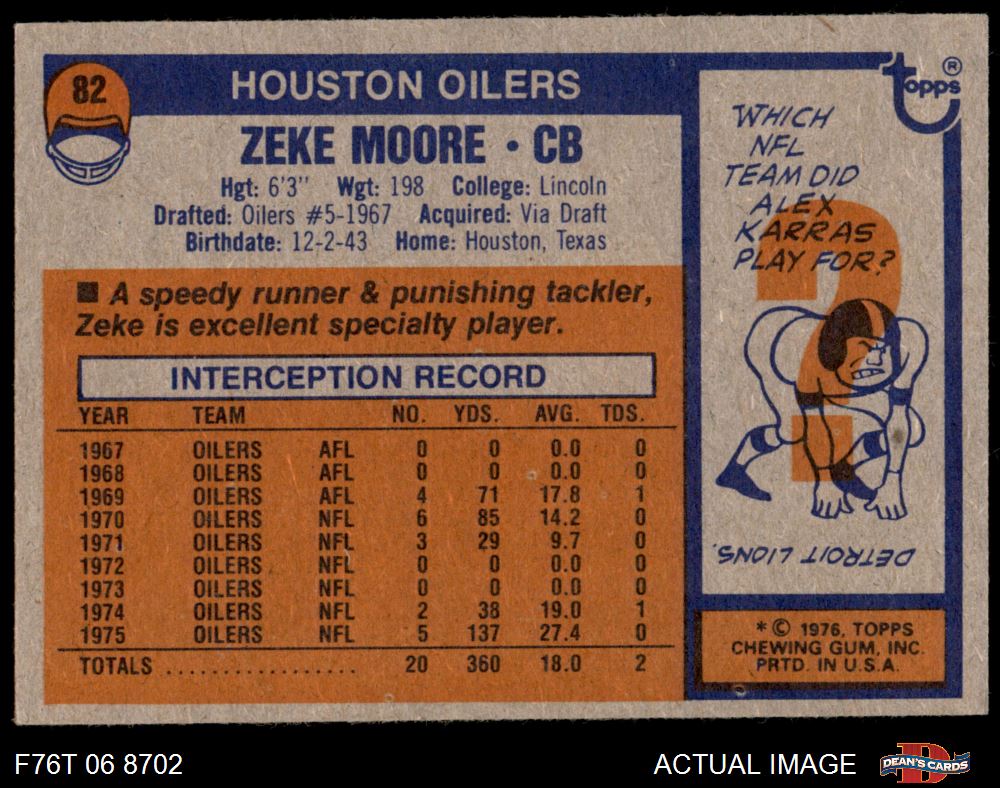 82
HOUSTON OILERS
ZEKE MOORE • CB
Hgt: 6'3" Wgt: 198 College: Lincoln
Drafted: Oilers #5-1967 Acquired: Via Draft
Birthdate: 12-2-43 Home: Houston, Texas
■ A speedy runner & punishing tackler,
Zeke is excellent specialty player.
INTERCEPTION RECORD
YEAR TEAM NO. YDS. AVG. TDS.
1967 OILERS AFL 0 0 0.0 0
1968 OILERS AFL 0 0 0.0 0
1969 OILERS AFL 4 71 17.8 1
1970 OILERS NFL 6 85 14.2 0
1971 OILERS NFL 3 29 9.7 0
1972 OILERS NFL 0 0 0.0 0
1973 OILERS NFL 0 0 0.0 0
1974 OILERS NFL 2 38 19.0 1
1975 OILERS NFL 5 137 27.4 0
TOTALS .................. 20 360 18.0 2
topps ®
WHICH
NFL
TEAM DID
ALEX
KARRAS
PLAY FOR?
?
DETROIT LIONS.
* © 1976, TOPPS
CHEWING GUM, INC.
PRTD. IN U.S.A.
F76T 06 8702
ACTUAL IMAGE
D
DEAN'S CARDS